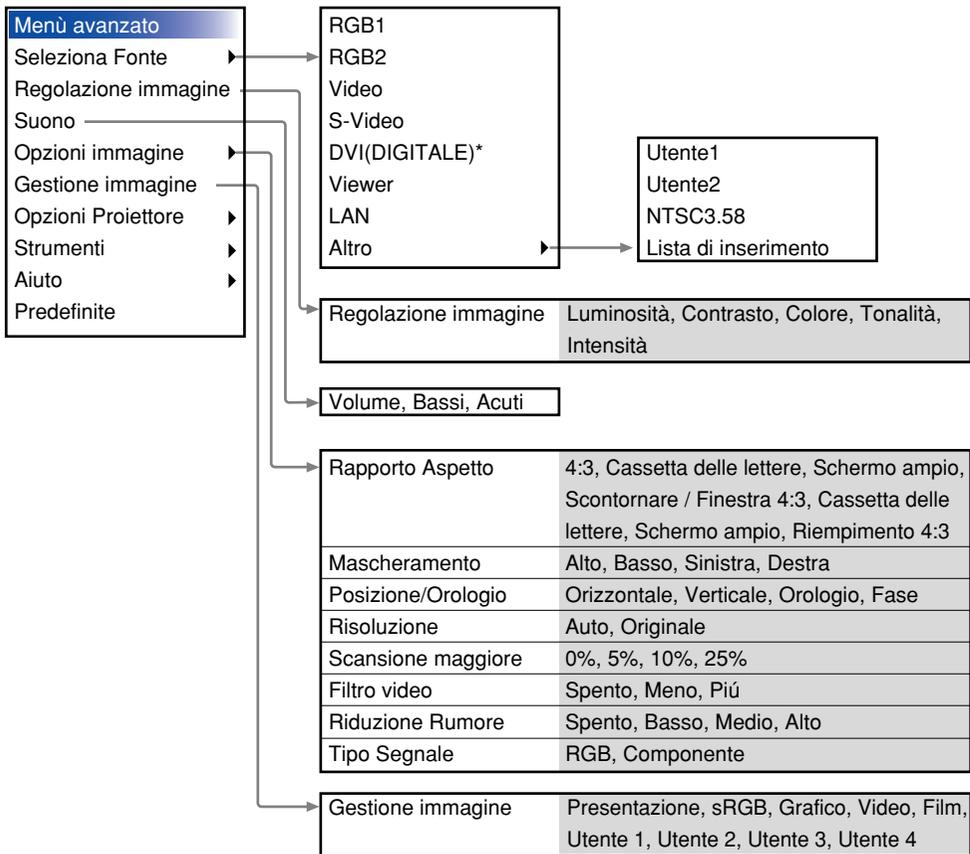 Menù avanzato
Seleziona Fonte
Regolazione immagine
Suono
Opzioni immagine
Gestione immagine
Opzioni Proiettore
Strumenti
Aiuto
Predefinite
RGB1
RGB2
Video
S-Video
DVI(DIGITALE)*
Viewer
LAN
Altro
Utente1
Utente2
NTSC3.58
Lista di inserimento
Regolazione immagine Luminosità, Contrasto, Colore, Tonalità,
Intensità
Volume, Bassi, Acuti
Rapporto Aspetto 4:3, Cassetta delle lettere, Schermo ampio,
Scontornare / Finestra 4:3, Cassetta delle
lettere, Schermo ampio, Riempimento 4:3
Mascheramento Alto, Basso, Sinistra, Destra
Posizione/Orologio Orizzontale, Verticale, Orologio, Fase
Risoluzione Auto, Originale
Scansione maggiore 0%, 5%, 10%, 25%
Filtro video Spento, Meno, Piú
Riduzione Rumore Spento, Basso, Medio, Alto
Tipo Segnale RGB, Componente
Gestione immagine Presentazione, sRGB, Grafico, Video, Film,
Utente 1, Utente 2, Utente 3, Utente 4